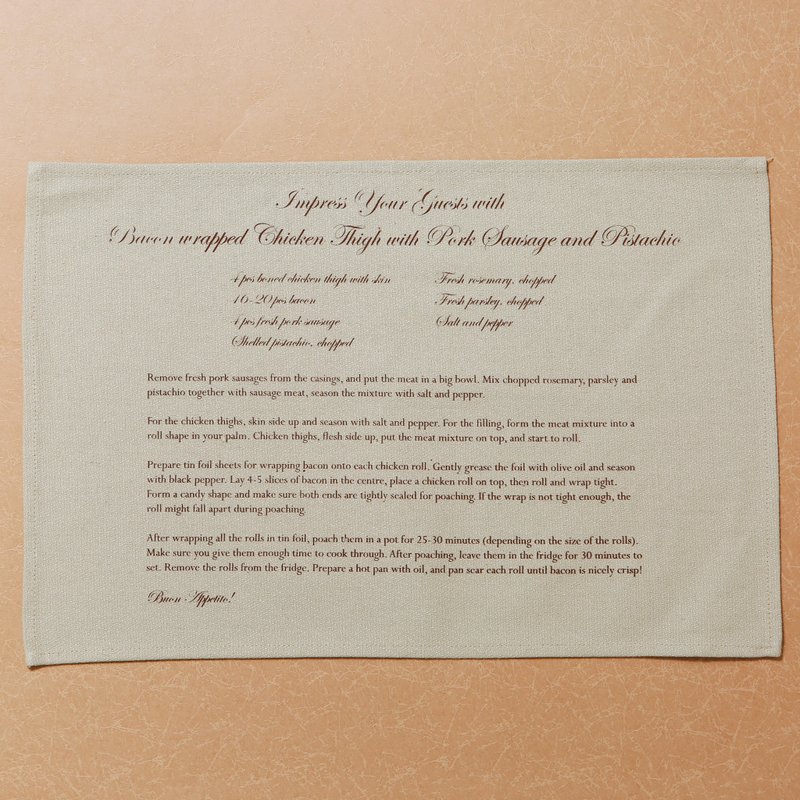 Impress Your Guests with
Bacon wrapped Chicken Thigh with Pork Sausage and Pistachio
4 pcs boned chicken thigh with skin
16-20 pcs bacon
4 pcs fresh pork sausage
Shelled pistachio, chopped
Fresh rosemary, chopped
Fresh parsley, chopped
Salt and pepper
Remove fresh pork sausages from the casings, and put the meat in a big bowl. Mix chopped rosemary, parsley and
pistachio together with sausage meat, season the mixture with salt and pepper.
For the chicken thighs, skin side up and season with salt and pepper. For the filling, form the meat mixture into a
roll shape in your palm. Chicken thighs, flesh side up, put the meat mixture on top, and start to roll.
Prepare tin foil sheets for wrapping bacon onto each chicken roll. Gently grease the foil with olive oil and season
with black pepper. Lay 4-5 slices of bacon in the centre, place a chicken roll on top, then roll and wrap tight.
Form a candy shape and make sure both ends are tightly sealed for poaching. If the wrap is not tight enough, the
roll might fall apart during poaching.
After wrapping all the rolls in tin foil, poach them in a pot for 25-30 minutes (depending on the size of the rolls).
Make sure you give them enough time to cook through. After poaching, leave them in the fridge for 30 minutes to
set. Remove the rolls from the fridge. Prepare a hot pan with oil, and pan sear each roll until bacon is nicely crisp!
Buon Appetito!